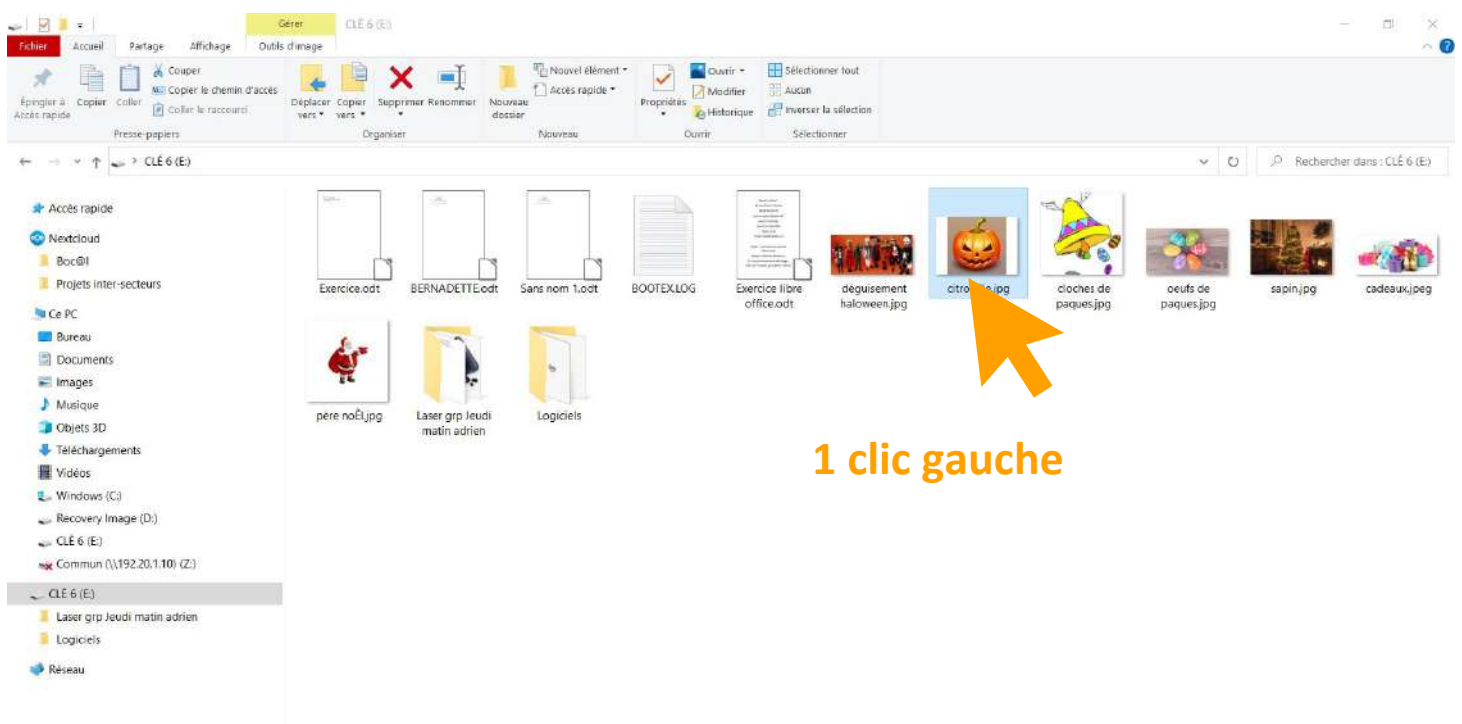 Gérer
CLÉ 6 (E:)
Fichier
Accueil
Partage
Affichage
Outils d'image
Épingler à
Accès rapide
Copier
Coller
Couper
Copier le chemin d'accès
Coller le raccourci
Déplacer
vers
Copier
vers
Supprimer
Renommer
Nouveau
dossier
Nouvel élément
Accès rapide
Propriétés
Ouvrir
Modifier
Historique
Sélectionner tout
Aucun
Inverser la sélection
Presse-papiers
Organiser
Nouveau
Ouvrir
Sélectionner
CLÉ 6 (E:)
Rechercher dans : CLÉ 6 (E:)
Accès rapide
Nextcloud
Boc@l
Projets inter-secteurs
Ce PC
Bureau
Documents
Images
Musique
Objets 3D
Téléchargements
Vidéos
Windows (C:)
Recovery Image (D:)
CLÉ 6 (E:)
Commun (\\192.20.1.10) (Z:)
CLÉ 6 (E:)
Laser grp Jeudi matin adrien
Logiciels
Réseau
Exercice.odt
BERNADETTE.odt
Sans nom 1.odt
BOOTEX.LOG
Exercice libre
office.odt
déguisement
haloween.jpg
cloches de
paques.jpg
oeufs de
paques.jpg
sapin.jpg
cadeaux.jpeg
père noÊl.jpg
Laser grp Jeudi
matin adrien
Logiciels
1 clic gauche